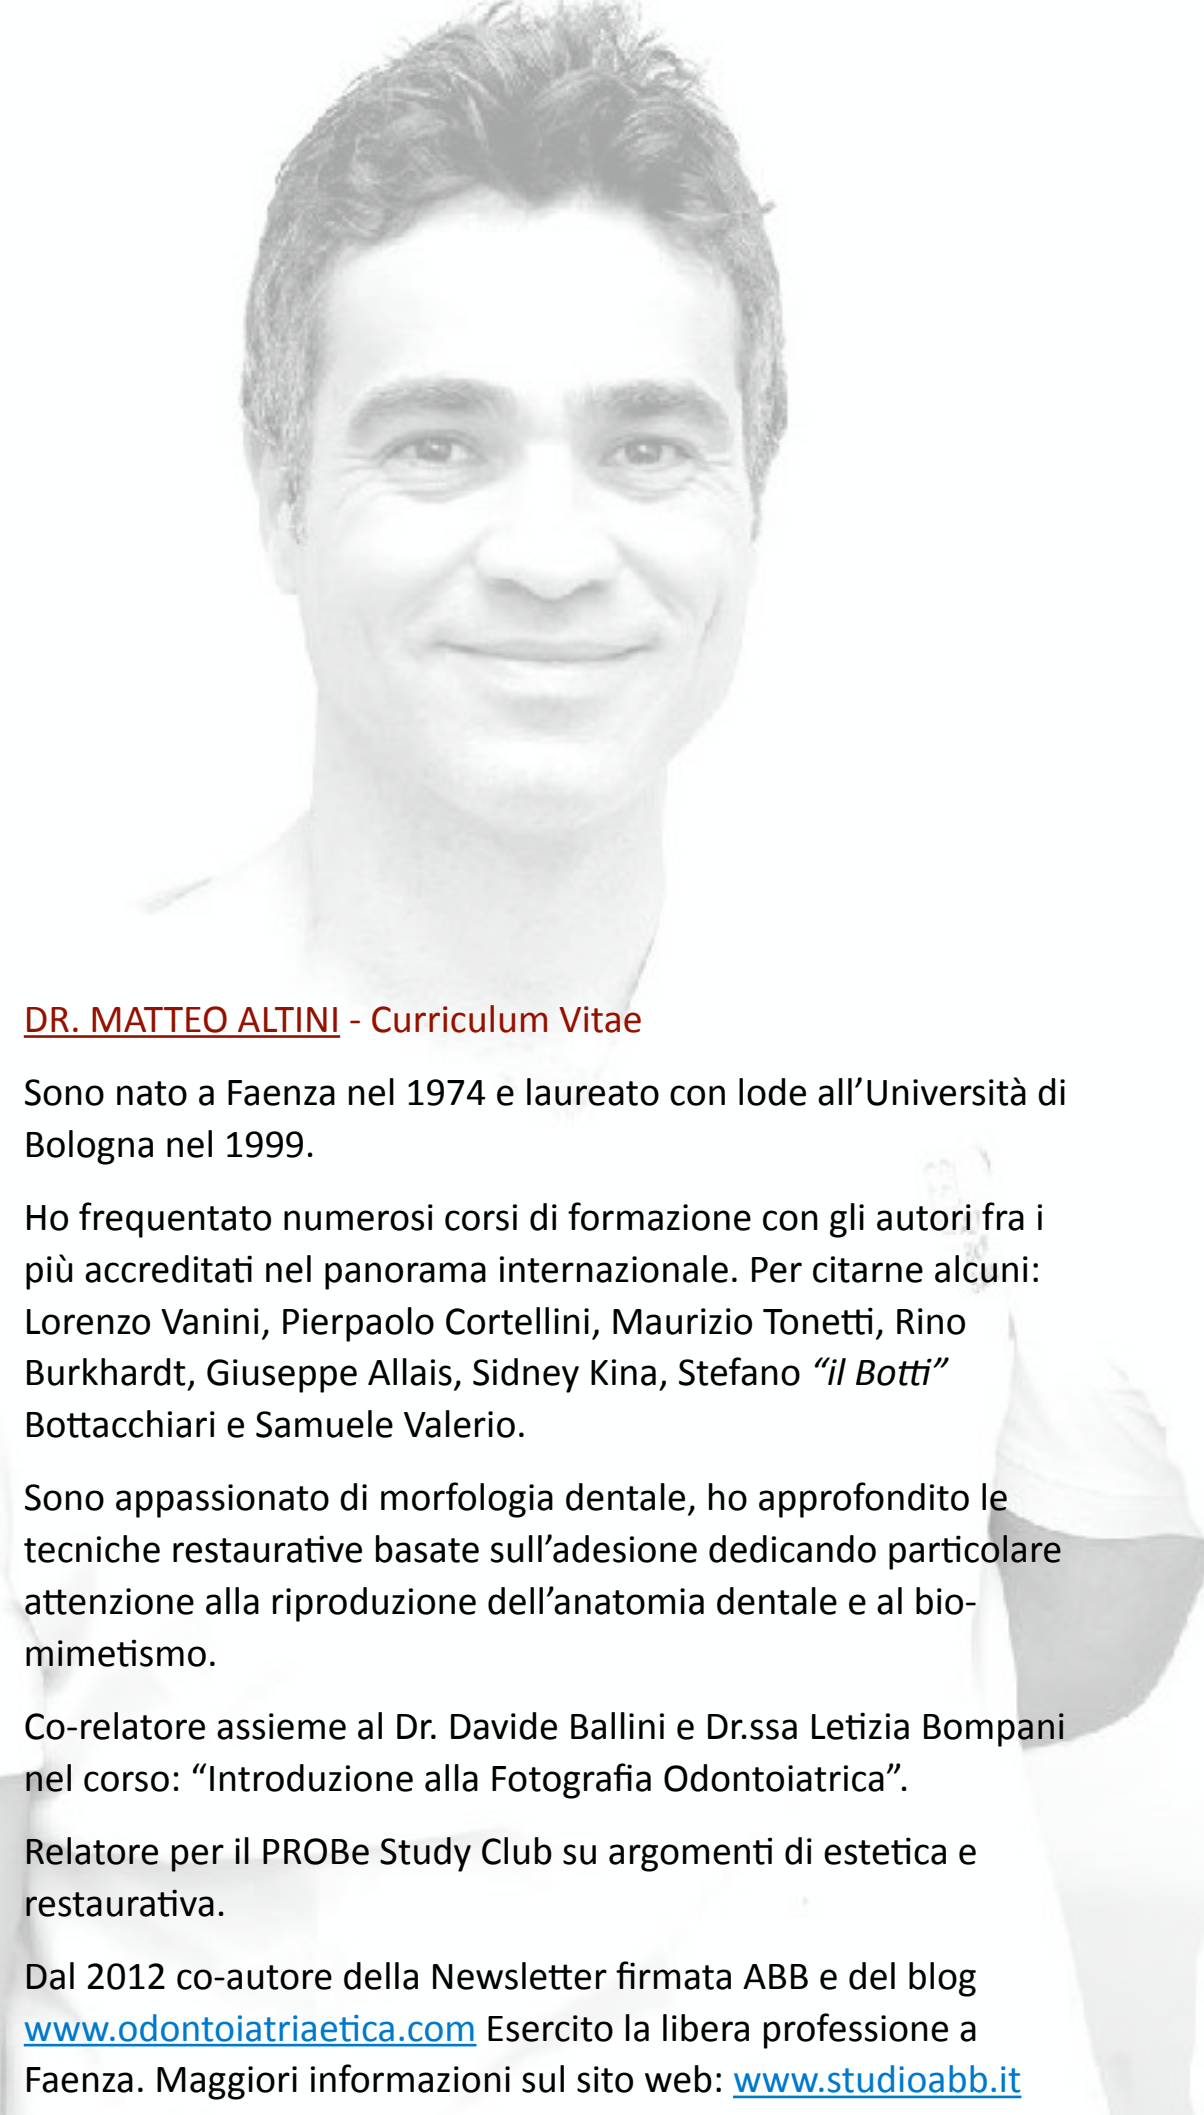 DR. MATTEO ALTINI - Curriculum Vitae
Sono nato a Faenza nel 1974 e laureato con lode all’Università di
Bologna nel 1999.
Ho frequentato numerosi corsi di formazione con gli autori fra i
più accreditati nel panorama internazionale. Per citarne alcuni:
Lorenzo Vanini, Pierpaolo Cortellini, Maurizio Tonetti, Rino
Burkhardt, Giuseppe Allais, Sidney Kina, Stefano “il Botti”
Bottacchiari e Samuele Valerio.
Sono appassionato di morfologia dentale, ho approfondito le
tecniche restaurative basate sull’adesione dedicando particolare
attenzione alla riproduzione dell’anatomia dentale e al bio-
mimetismo.
Co-relatore assieme al Dr. Davide Ballini e Dr.ssa Letizia Bompani
nel corso: “Introduzione alla Fotografia Odontoiatrica”.
Relatore per il PROBe Study Club su argomenti di estetica e
restaurativa.
Dal 2012 co-autore della Newsletter firmata ABB e del blog
www.odontoiatriaetica.com Esercito la libera professione a
Faenza. Maggiori informazioni sul sito web: www.studioabb.it